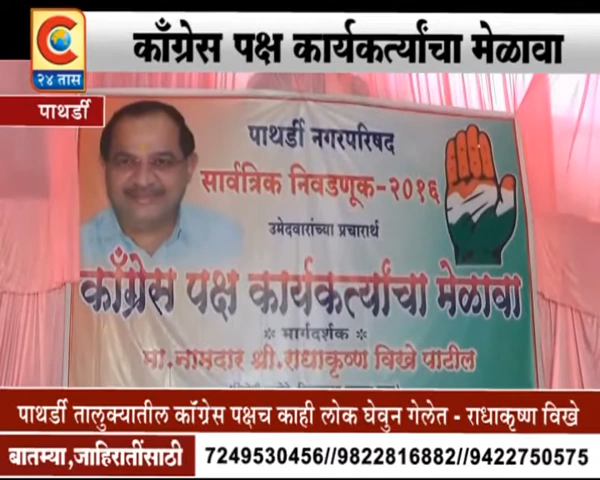 C
२४ तास
काँग्रेस पक्ष कार्यकर्त्यांचा मेळावा
पाथर्डी
पाथर्डी नगरपरिषद
सार्वत्रिक निवडणूक-२०१६
उमेदवारांच्या प्रचारार्थ
काँग्रेस पक्ष कार्यकर्त्यांचा मेळावा
* मार्गदर्शक *
मा.नामदार श्री.राधाकृष्ण विखे पाटील
पाथर्डी तालुक्यातील काँग्रेस पक्षच काही लोक घेवुन गेलेत - राधाकृष्ण विखे
बातम्या,जाहिरातींसाठी
7249530456//9822816882//9422750575